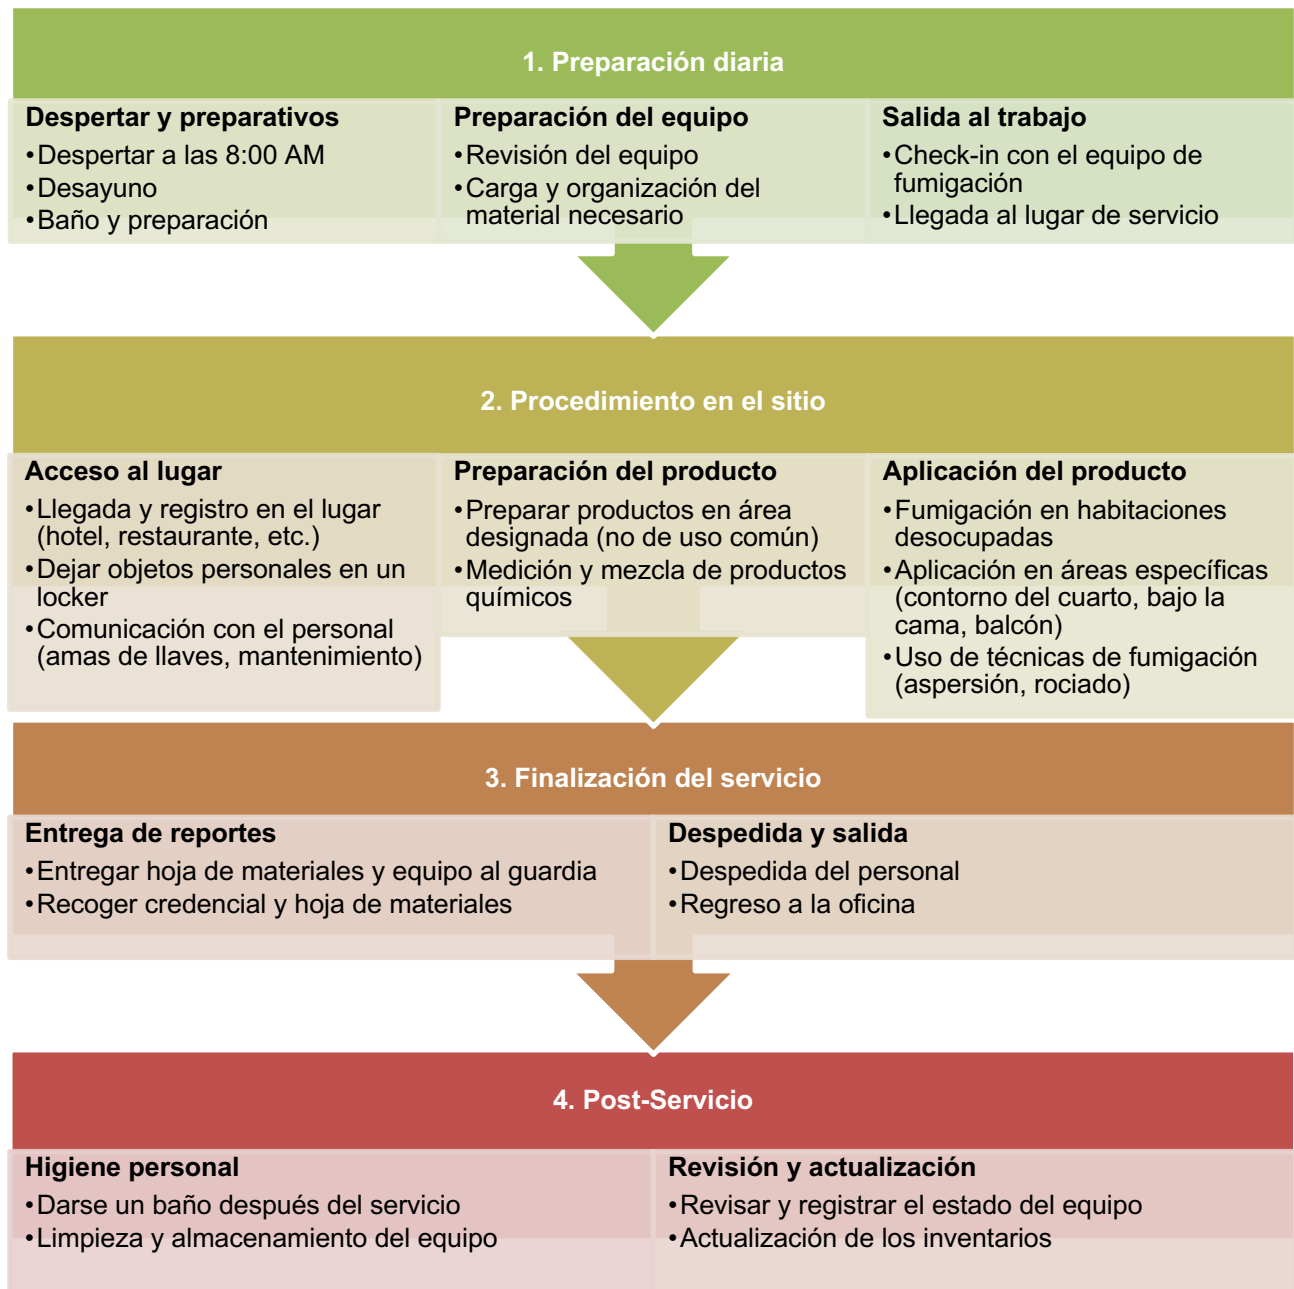 1. Preparación diaria
Despertar y preparativos
•Despertar a las 8:00 AM
•Desayuno
•Baño y preparación
Preparación del equipo
•Revisión del equipo
•Carga y organización del
material necesario
Salida al trabajo
•Check-in con el equipo de
fumigación
•Llegada al lugar de servicio
2. Procedimiento en el sitio
Acceso al lugar
•Llegada y registro en el lugar
(hotel, restaurante, etc.)
•Dejar objetos personales en un
locker
•Comunicación con el personal
(amas de llaves, mantenimiento)
Preparación del producto
•Preparar productos en área
designada (no de uso común)
•Medición y mezcla de productos
químicos
Aplicación del producto
•Fumigación en habitaciones
desocupadas
•Aplicación en áreas específicas
(contorno del cuarto, bajo la
cama, balcón)
•Uso de técnicas de fumigación
(aspersión, rociado)
3. Finalización del servicio
Entrega de reportes
•Entregar hoja de materiales y equipo al guardia
•Recoger credencial y hoja de materiales
Despedida y salida
•Despedida del personal
•Regreso a la oficina
4. Post-Servicio
Higiene personal
•Darse un baño después del servicio
•Limpieza y almacenamiento del equipo
Revisión y actualización
•Revisar y registrar el estado del equipo
•Actualización de los inventarios